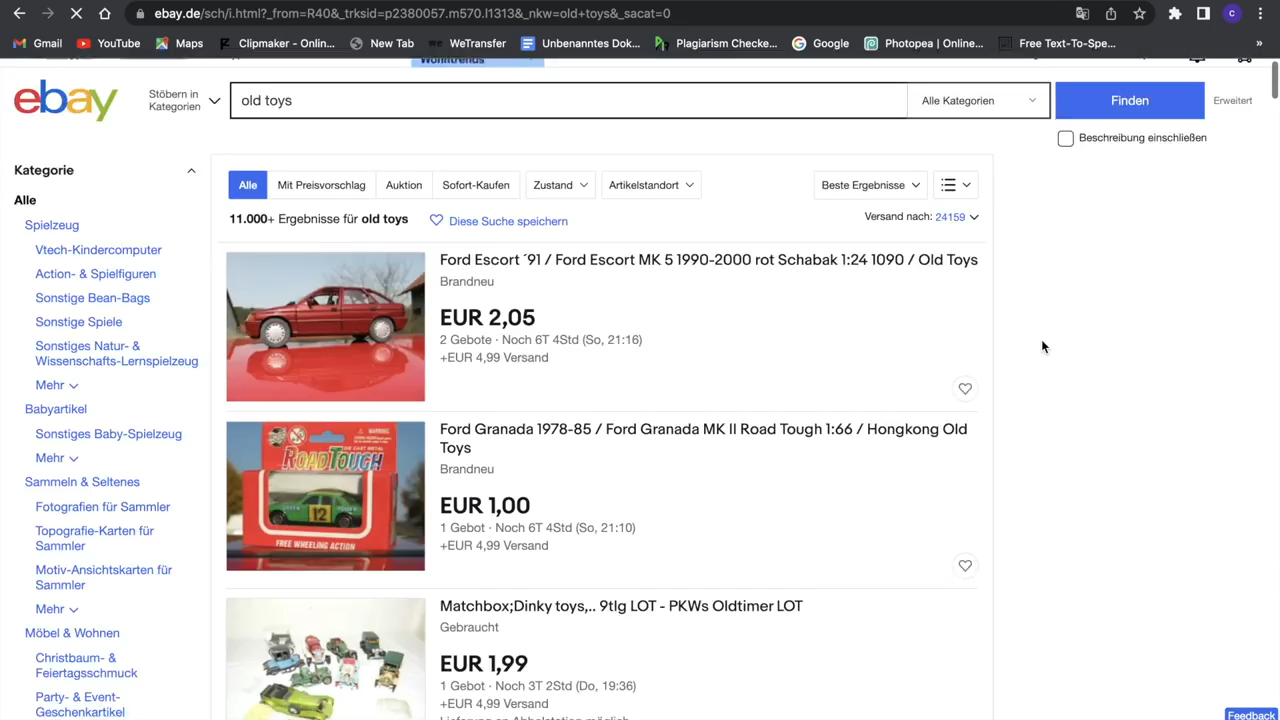 ebay.de/sch/i.html?_from=R40&_trksid=p2380057.m570.l1313&_nkw=old+toys&_sacat=0
C
Gmail
YouTube
Maps
Clipmaker - Onlin...
New Tab
WeTransfer
Unbenanntes Dok...
Plagiarism Checke...
Google
Photopea | Online...
Free Text-To-Spe...
»
Wohntrends
ebay
Stöbern in
Kategorien
old toys
Alle Kategorien
Finden
Erweitert
Beschreibung einschließen
Kategorie
Alle
Spielzeug
Vtech-Kindercomputer
Action- & Spielfiguren
Sonstige Bean-Bags
Sonstige Spiele
Sonstiges Natur- &
Wissenschafts-Lernspielzeug
Mehr
Babyartikel
Sonstiges Baby-Spielzeug
Mehr
Sammeln & Seltenes
Fotografien für Sammler
Topografie-Karten für
Sammler
Motiv-Ansichtskarten für
Sammler
Mehr
Möbel & Wohnen
Christbaum- &
Feiertagsschmuck
Party- & Event-
Geschenkartikel
Alle
Mit Preisvorschlag
Auktion
Sofort-Kaufen
Zustand
Artikelstandort
Beste Ergebnisse
11.000+ Ergebnisse für old toys
Diese Suche speichern
Versand nach: 24159
Ford Escort ´91 / Ford Escort MK 5 1990-2000 rot Schabak 1:24 1090 / Old Toys
Brandneu
EUR 2,05
2 Gebote · Noch 6T 4Std (So, 21:16)
+EUR 4,99 Versand
ROAD TOUGH
12
FREE WHEELING ACTION
Ford Granada 1978-85 / Ford Granada MK II Road Tough 1:66 / Hongkong Old
Toys
Brandneu
EUR 1,00
1 Gebot · Noch 6T 4Std (So, 21:10)
+EUR 4,99 Versand
Matchbox;Dinky toys,.. 9tlg LOT - PKWs Oldtimer LOT
Gebraucht
EUR 1,99
1 Gebot · Noch 3T 2Std (Do, 19:36)
+EUR 4,99 Versand
Lieferung an Abholstation möglich
Feedback